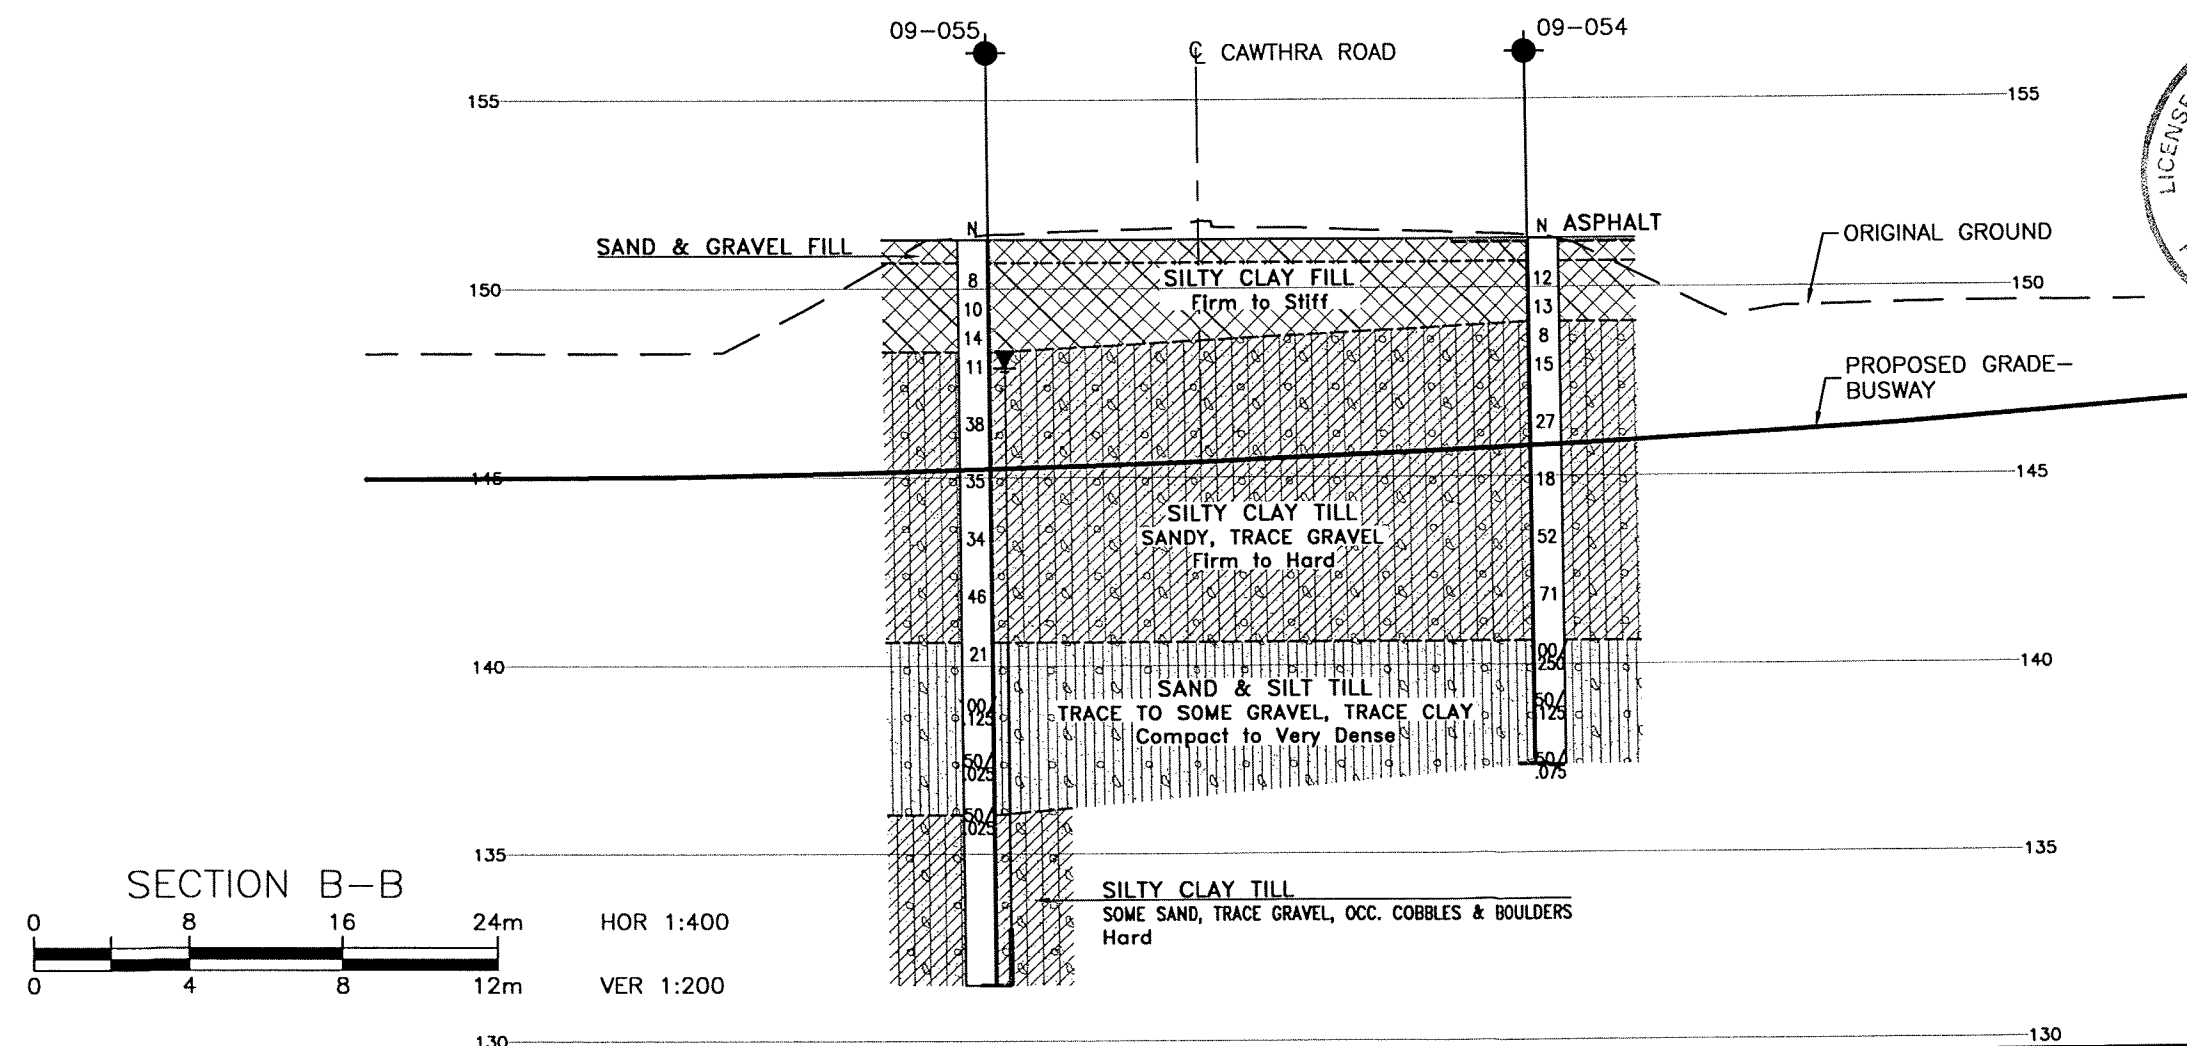 09-055
09-054
℄ CAWTHRA ROAD
155
155
LICENSE
N
N
ASPHALT
SAND & GRAVEL FILL
ORIGINAL GROUND
SILTY CLAY FILL
Firm to Stiff
150
150
8
10
14
11
38
35
34
46
21
00/
.125
50/
.025
50/
.025
12
13
8
15
27
18
52
71
00/
.250
50/
.125
50/
.075
PROPOSED GRADE-
BUSWAY
145
145
SILTY CLAY TILL
SANDY, TRACE GRAVEL
Firm to Hard
140
140
SAND & SILT TILL
TRACE TO SOME GRAVEL, TRACE CLAY
Compact to Very Dense
135
135
SILTY CLAY TILL
SOME SAND, TRACE GRAVEL, OCC. COBBLES & BOULDERS
Hard
SECTION B-B
0 8 16 24m HOR 1:400
0 4 8 12m VER 1:200
130
130